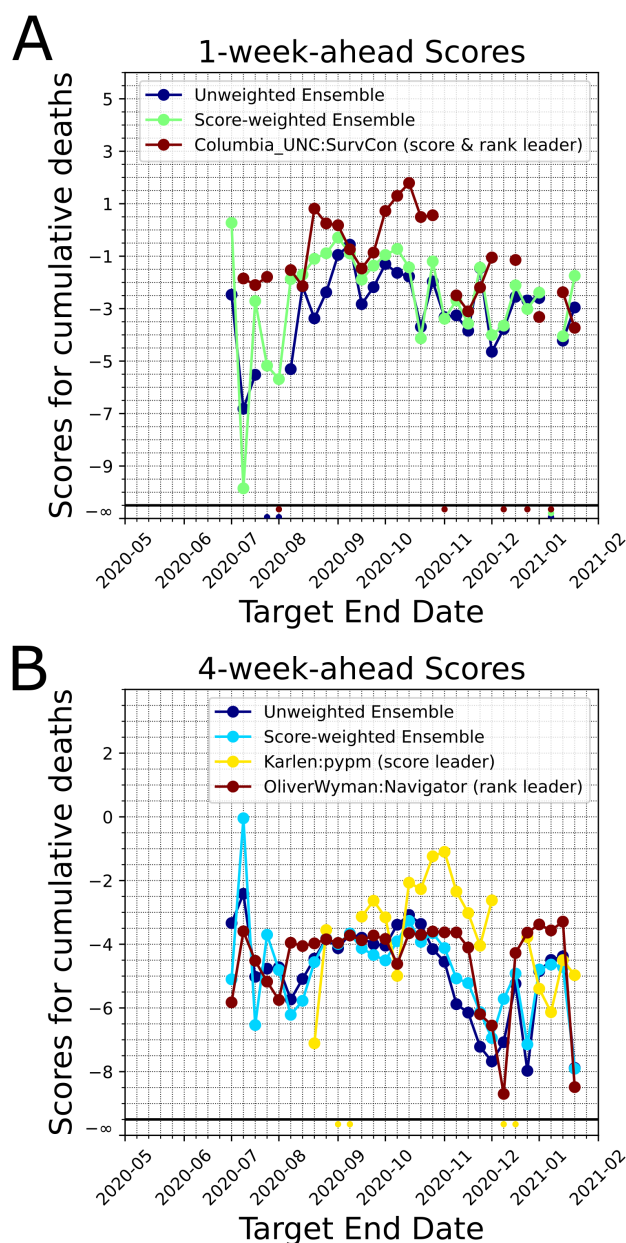 A
1-week-ahead Scores
Scores for cumulative deaths
5
3
1
−1
−3
−5
−7
−9
−∞
Unweighted Ensemble
Score-weighted Ensemble
Columbia_UNC:SurvCon (score & rank leader)
2020-05
2020-06
2020-07
2020-08
2020-09
2020-10
2020-11
2020-12
2021-01
2021-02
Target End Date
B
4-week-ahead Scores
Scores for cumulative deaths
2
0
−2
−4
−6
−8
−∞
Unweighted Ensemble
Score-weighted Ensemble
Karlen:pypm (score leader)
OliverWyman:Navigator (rank leader)
2020-05
2020-06
2020-07
2020-08
2020-09
2020-10
2020-11
2020-12
2021-01
2021-02
Target End Date